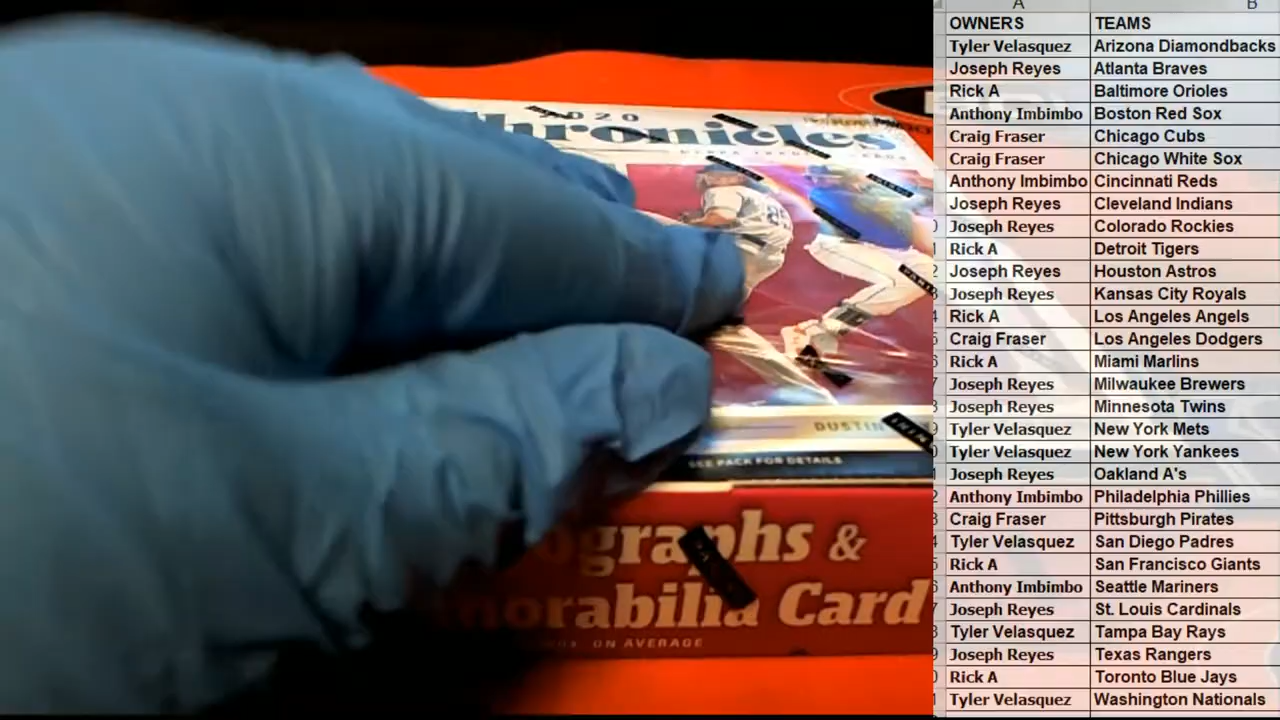 2020
Chronicles
DUSTIN
SEE PACK FOR DETAILS
ographs &
morabilia Card
BOX, ON AVERAGE
A B
OWNERS TEAMS
Tyler Velasquez Arizona Diamondbacks
Joseph Reyes Atlanta Braves
Rick A Baltimore Orioles
Anthony Imbimbo Boston Red Sox
Craig Fraser Chicago Cubs
Craig Fraser Chicago White Sox
Anthony Imbimbo Cincinnati Reds
Joseph Reyes Cleveland Indians
Joseph Reyes Colorado Rockies
Rick A Detroit Tigers
Joseph Reyes Houston Astros
Joseph Reyes Kansas City Royals
Rick A Los Angeles Angels
Craig Fraser Los Angeles Dodgers
Rick A Miami Marlins
Joseph Reyes Milwaukee Brewers
Joseph Reyes Minnesota Twins
Tyler Velasquez New York Mets
Tyler Velasquez New York Yankees
Joseph Reyes Oakland A's
Anthony Imbimbo Philadelphia Phillies
Craig Fraser Pittsburgh Pirates
Tyler Velasquez San Diego Padres
Rick A San Francisco Giants
Anthony Imbimbo Seattle Mariners
Joseph Reyes St. Louis Cardinals
Tyler Velasquez Tampa Bay Rays
Joseph Reyes Texas Rangers
Rick A Toronto Blue Jays
Tyler Velasquez Washington Nationals